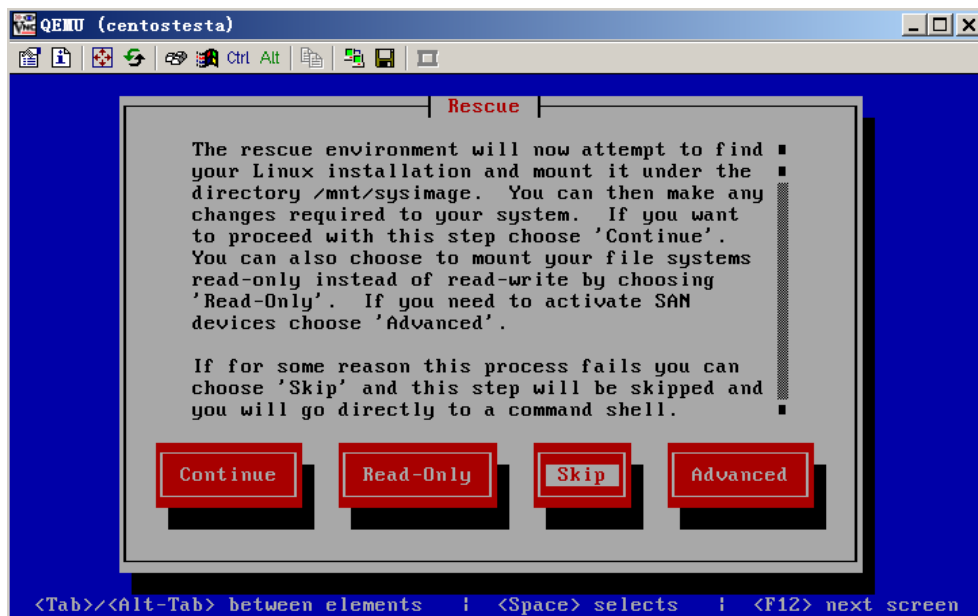 QEMU (centostesta)
Ctrl Alt
Rescue
The rescue environment will now attempt to find
your Linux installation and mount it under the
directory /mnt/sysimage.  You can then make any
changes required to your system.  If you want
to proceed with this step choose 'Continue'.
You can also choose to mount your file systems
read-only instead of read-write by choosing
'Read-Only'.  If you need to activate SAN
devices choose 'Advanced'.
If for some reason this process fails you can
choose 'Skip' and this step will be skipped and
you will go directly to a command shell.
Continue Read-Only Skip Advanced
<Tab>/<Alt-Tab> between elements | <Space> selects | <F12> next screen